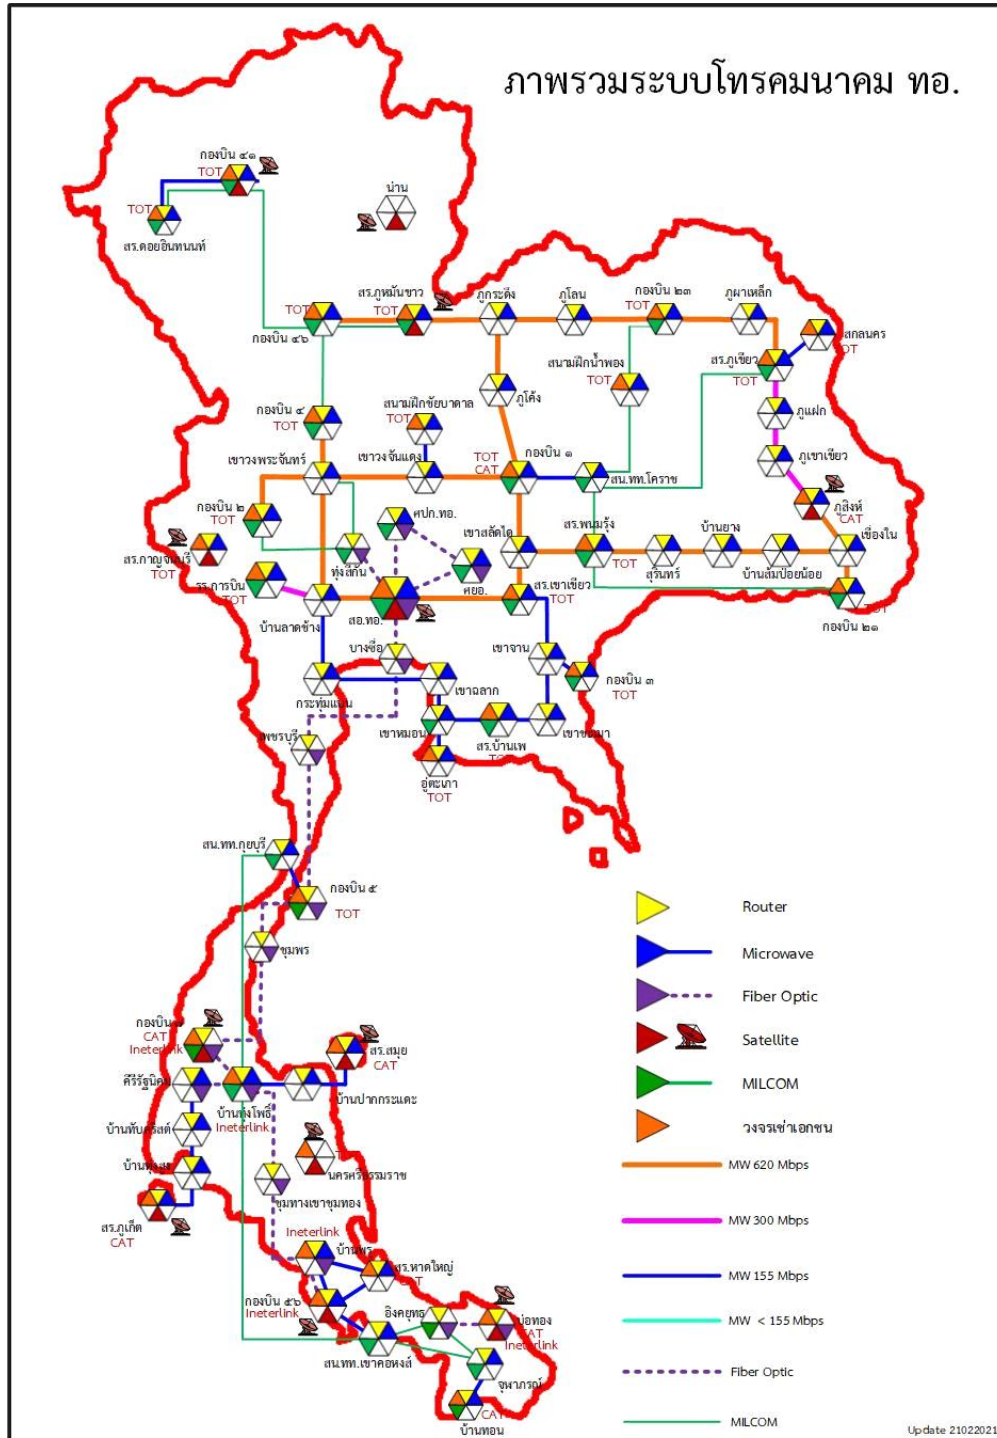 ภาพรวมระบบโทรคมนาคม ทอ.
กองบิน ๔๑
TOT
น่าน
TOT
สร.ดอยอินทนนท์
สร.ภูหมันขาว
TOT
TOT
กองบิน ๔๖
ภูกระดึง
ภูโลน
กองบิน ๒๓
TOT
ภูผาเหล็ก
สกลนคร
สร.ภูเขียว
TOT
สนามฝึกน้ำพอง
TOT
ภูโค้ง
สนามฝึกชัยบาดาล
TOT
กองบิน ๔
TOT
ภูแฝก
ภูเขาเขียว
ภูสิงห์
CAT
เขาวงพระจันทร์
เขาวงจันแดง
TOT
CAT
กองบิน ๑
สน.ทท.โคราช
กองบิน ๒
TOT
ศปก.ทอ.
เขาสลัดได
สร.พนมรุ้ง
TOT
บ้านยาง
สุรินทร์
บ้านส้มป่อยน้อย
เขื่องใน
TOT
กองบิน ๒๑
สร.กาญจนบุรี
TOT
รร.การบิน
TOT
ทุ่งสีกัน
ศยอ.
สร.เขาเขียว
TOT
บ้านลาดช้าง
สอ.ทอ.
บางซื่อ
เขาจาน
กองบิน ๓
TOT
กระทุ่มแบน
เขาฉลาก
เขาหมอน
สร.บ้านเพ
อู่ตะเภา
TOT
เพชรบุรี
สน.ทท.กุยบุรี
กองบิน ๕
TOT
ชุมพร
กองบิน
CAT
Ineterlink
สร.สมุย
CAT
คีรีรัฐนิคม
บ้านทุ่งโพธิ์
Ineterlink
บ้านปากกระแดะ
นครศรีธรรมราช
ชุมทางเขาชุมทอง
สร.ภูเก็ต
CAT
Ineterlink
บ้านพรุ
สร.หาดใหญ่
CAT
กองบิน ๕๖
Ineterlink
อิงคยุทธ
บ่อทอง
CAT
Ineterlink
สน.ทท.เขาคอหงส์
จุฬาภรณ์
CAT
บ้านทอน
Router
Microwave
Fiber Optic
Satellite
MILCOM
วงจรเช่าเอกชน
MW 620 Mbps
MW 300 Mbps
MW 155 Mbps
MW < 155 Mbps
Fiber Optic
MILCOM
Update 21022021